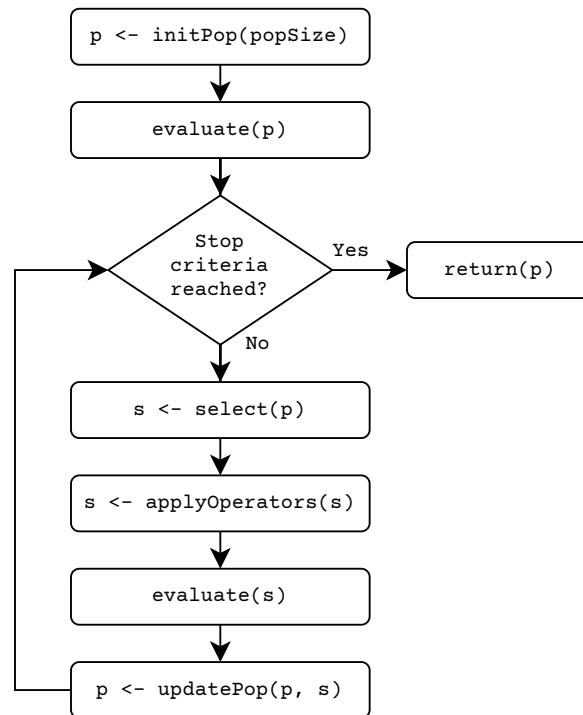 p <- initPop(popSize)
evaluate(p)
Stop
criteria
reached?
Yes
return(p)
No
s <- select(p)
s <- applyOperators(s)
evaluate(s)
p <- updatePop(p, s)